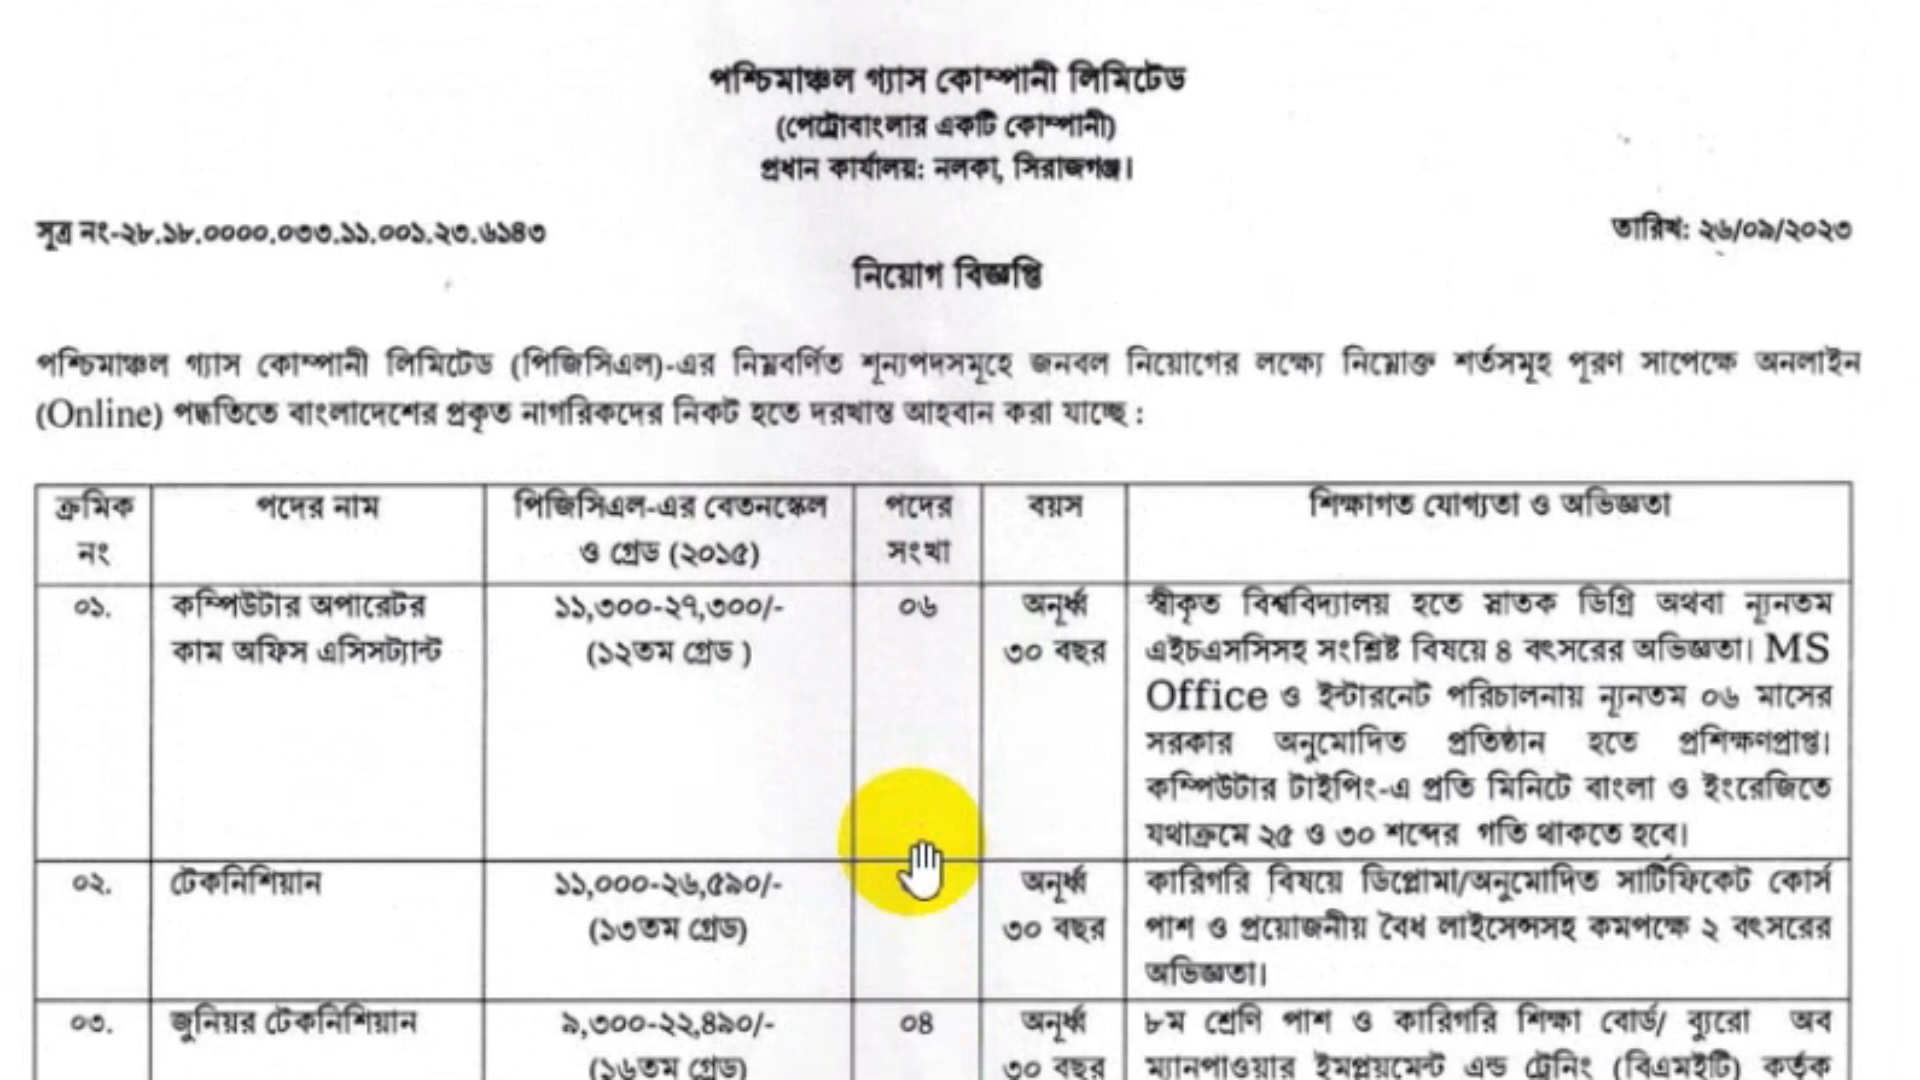 পশ্চিমাঞ্চল গ্যাস কোম্পানী লিমিটেড
(পেট্রোবাংলার একটি কোম্পানী)
প্রধান কার্যালয়: নলকা, সিরাজগঞ্জ।
সূত্র নং-২৮.১৮.০০০০.০৩৩.১১.০০১.২৩.৬১৪৩
তারিখ: ২৬/০৯/২০২৩
নিয়োগ বিজ্ঞপ্তি
পশ্চিমাঞ্চল গ্যাস কোম্পানী লিমিটেড (পিজিসিএল)-এর নিম্নবর্ণিত শূন্যপদসমূহে জনবল নিয়োগের লক্ষ্যে নিম্নোক্ত শর্তসমূহ পূরণ সাপেক্ষে অনলাইন
(Online) পদ্ধতিতে বাংলাদেশের প্রকৃত নাগরিকদের নিকট হতে দরখাস্ত আহবান করা যাচ্ছে :
ক্রমিক
নং
পদের নাম
পিজিসিএল-এর বেতনস্কেল
ও গ্রেড (২০১৫)
পদের
সংখা
বয়স
শিক্ষাগত যোগ্যতা ও অভিজ্ঞতা
০১.
কম্পিউটার অপারেটর
কাম অফিস এসিসট্যান্ট
১১,৩০০-২৭,৩০০/-
(১২তম গ্রেড )
০৬
অনূর্ধ্ব
৩০ বছর
স্বীকৃত বিশ্ববিদ্যালয় হতে স্নাতক ডিগ্রি অথবা ন্যূনতম
এইচএসসিসহ সংশ্লিষ্ট বিষয়ে ৪ বৎসরের অভিজ্ঞতা। MS
Office ও ইন্টারনেট পরিচালনায় ন্যূনতম ০৬ মাসের
সরকার অনুমোদিত প্রতিষ্ঠান হতে প্রশিক্ষণপ্রাপ্ত।
কম্পিউটার টাইপিং-এ প্রতি মিনিটে বাংলা ও ইংরেজিতে
যথাক্রমে ২৫ ও ৩০ শব্দের গতি থাকতে হবে।
০২.
টেকনিশিয়ান
১১,০০০-২৬,৫৯০/-
(১৩তম গ্রেড)
অনূর্ধ্ব
৩০ বছর
কারিগরি বিষয়ে ডিপ্লোমা/অনুমোদিত সার্টিফিকেট কোর্স
পাশ ও প্রয়োজনীয় বৈধ লাইসেন্সসহ কমপক্ষে ২ বৎসরের
অভিজ্ঞতা।
০৩.
জুনিয়র টেকনিশিয়ান
৯,৩০০-২২,৪৯০/-
(১৬তম গ্রেড)
০৪
অনূর্ধ্ব
৩০ বছর
৮ম শ্রেণি পাশ ও কারিগরি শিক্ষা বোর্ড/ ব্যুরো অব
ম্যানপাওয়ার ইমপ্লয়মেন্ট এন্ড ট্রেনিং (বিএমইটি) কর্তৃক